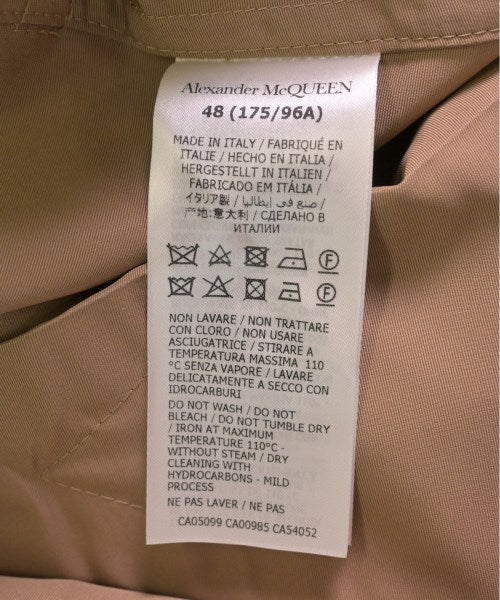 Alexander McQUEEN
48 (175/96A)
MADE IN ITALY / FABRIQUÉ EN
ITALIE / HECHO EN ITALIA /
HERGESTELLT IN ITALIEN /
FABRICADO EM ITÁLIA /
イタリア製 / صنع في إيطاليا /
产地:意大利 / СДЕЛАНО В
ИТАЛИИ
NON LAVARE / NON TRATTARE
CON CLORO / NON USARE
ASCIUGATRICE / STIRARE A
TEMPERATURA MASSIMA 110
°C SENZA VAPORE / LAVARE
DELICATAMENTE A SECCO CON
IDROCARBURI
DO NOT WASH / DO NOT
BLEACH / DO NOT TUMBLE DRY
/ IRON AT MAXIMUM
TEMPERATURE 110°C -
WITHOUT STEAM / DRY
CLEANING WITH
HYDROCARBONS - MILD
PROCESS
NE PAS LAVER / NE PAS
CA05099 CA00985 CA54052